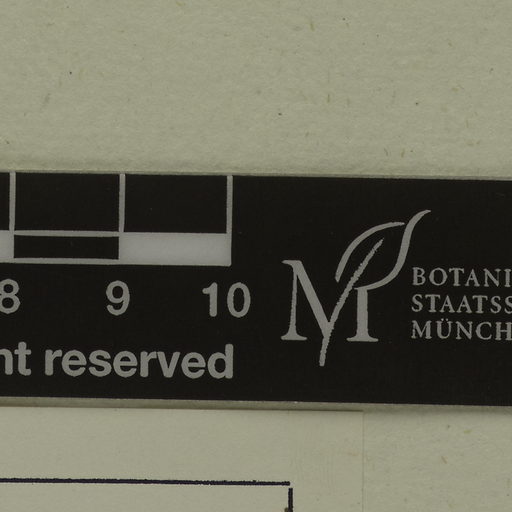 8 9 10
nt reserved
M
BOTANI
STAATSS
MÜNCH